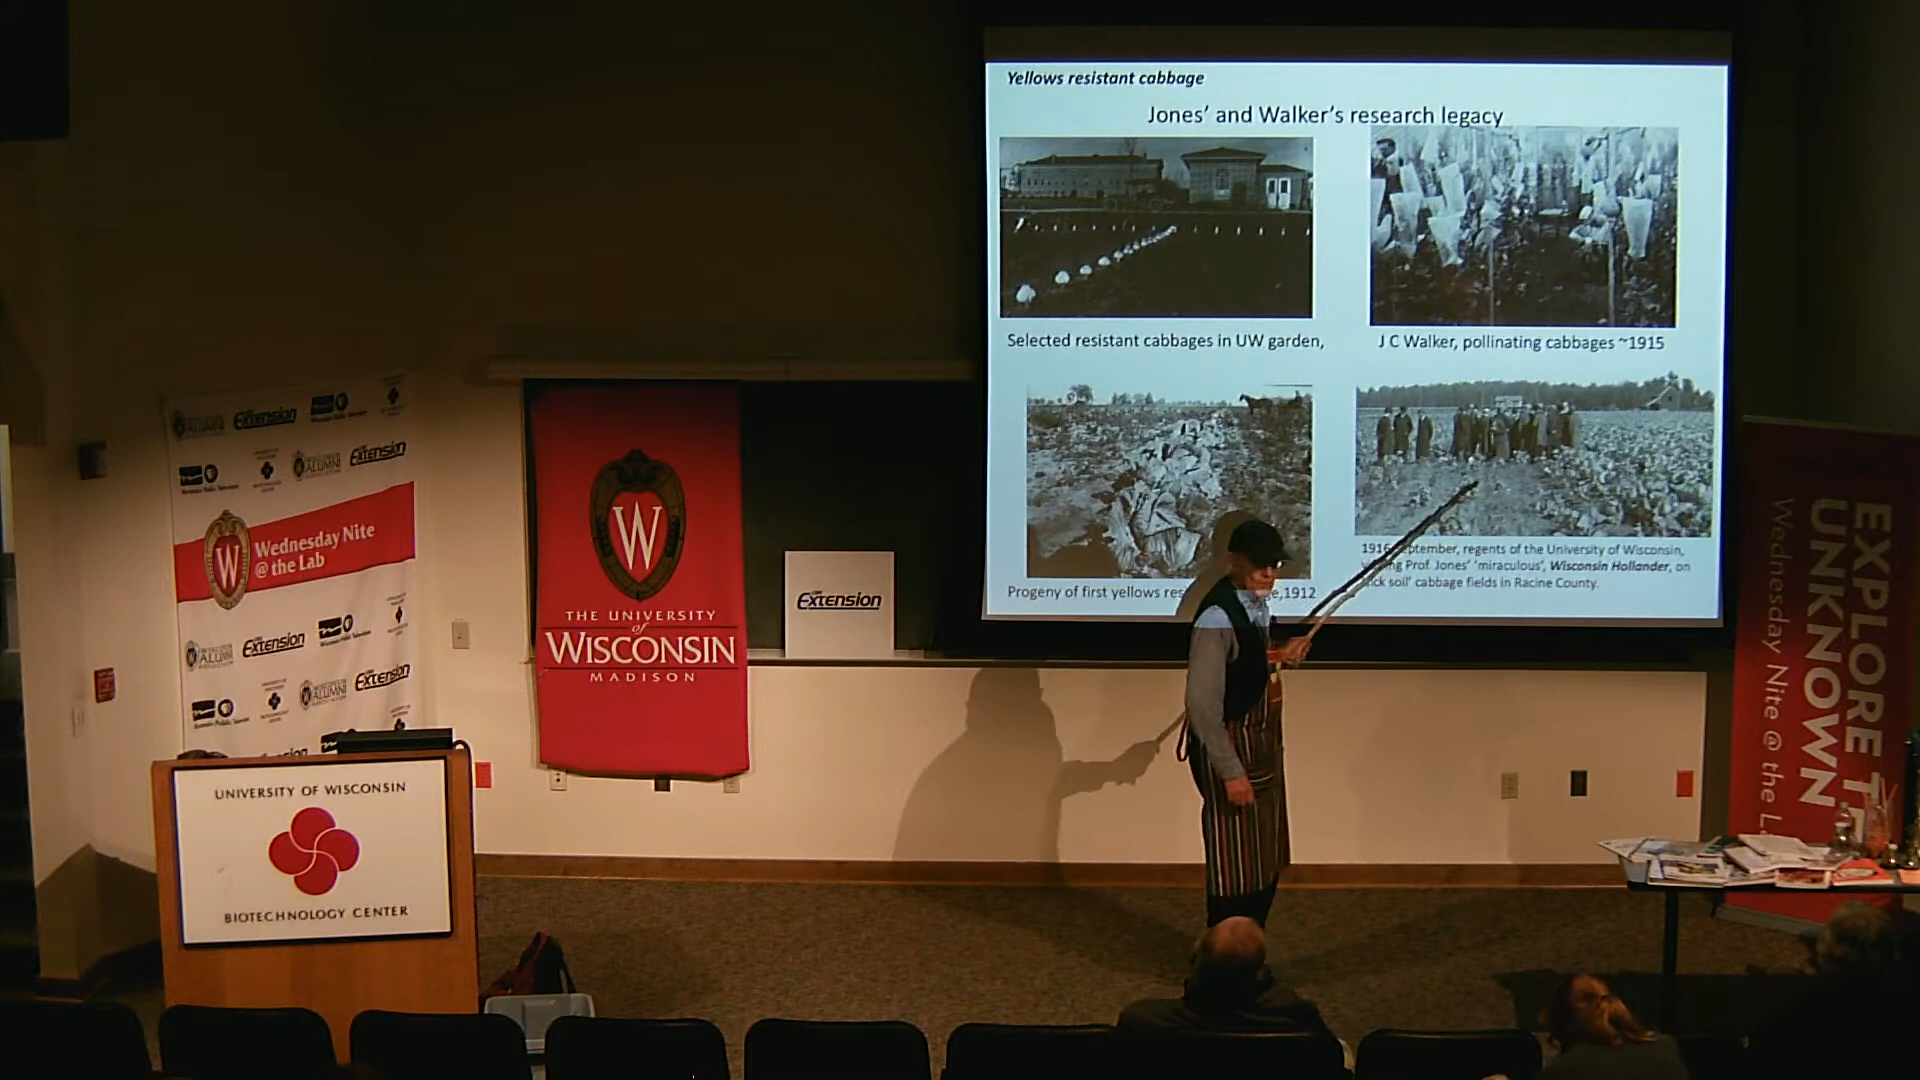 Yellows resistant cabbage
Jones' and Walker's research legacy
Selected resistant cabbages in UW garden,
J C Walker, pollinating cabbages ~1915
Progeny of first yellows res
e,1912
1916 September, regents of the University of Wisconsin,
Prof. Jones' 'miraculous', Wisconsin Hollander, on
soil' cabbage fields in Racine County.
Extension
Extension
W Wednesday Nite
@ the Lab
Extension
ALUMNI
Extension
W
THE UNIVERSITY
of
WISCONSIN
MADISON
Extension
UNIVERSITY OF WISCONSIN
BIOTECHNOLOGY CENTER
EXPLORE
UNKNOWN
Wednesday Nite @ the